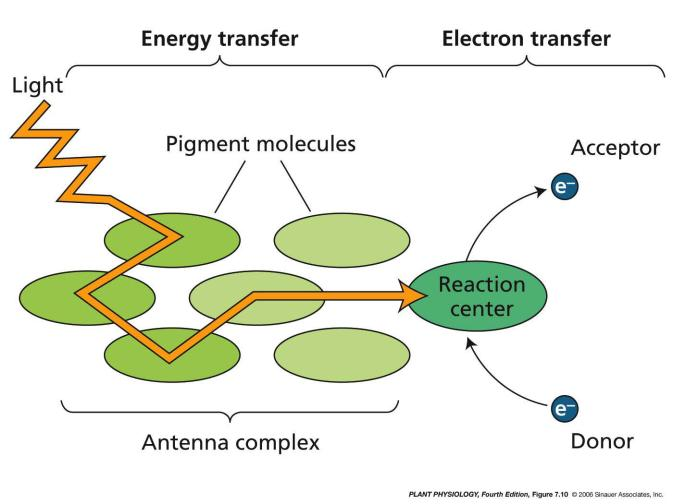 Energy transfer
Electron transfer
Light
Pigment molecules
Acceptor
e−
Reaction
center
e−
Antenna complex
Donor
PLANT PHYSIOLOGY, Fourth Edition, Figure 7.10 © 2006 Sinauer Associates, Inc.